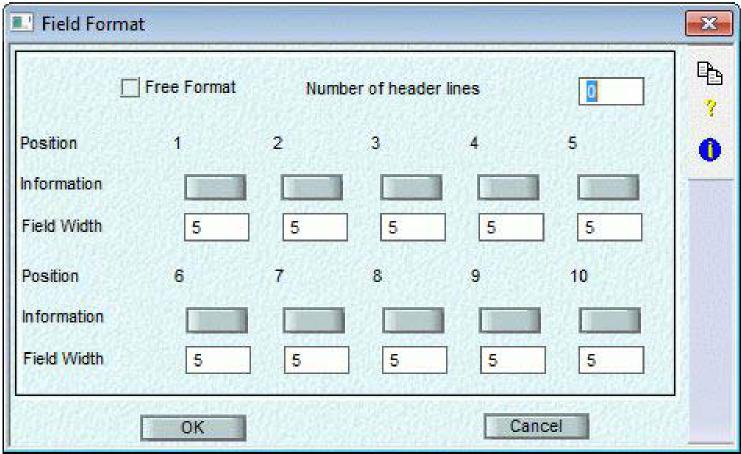 Field Format
Free Format Number of header lines 0
Position 1 2 3 4 5
Information
Field Width 5 5 5 5 5
Position 6 7 8 9 10
Information
Field Width 5 5 5 5 5
OK Cancel